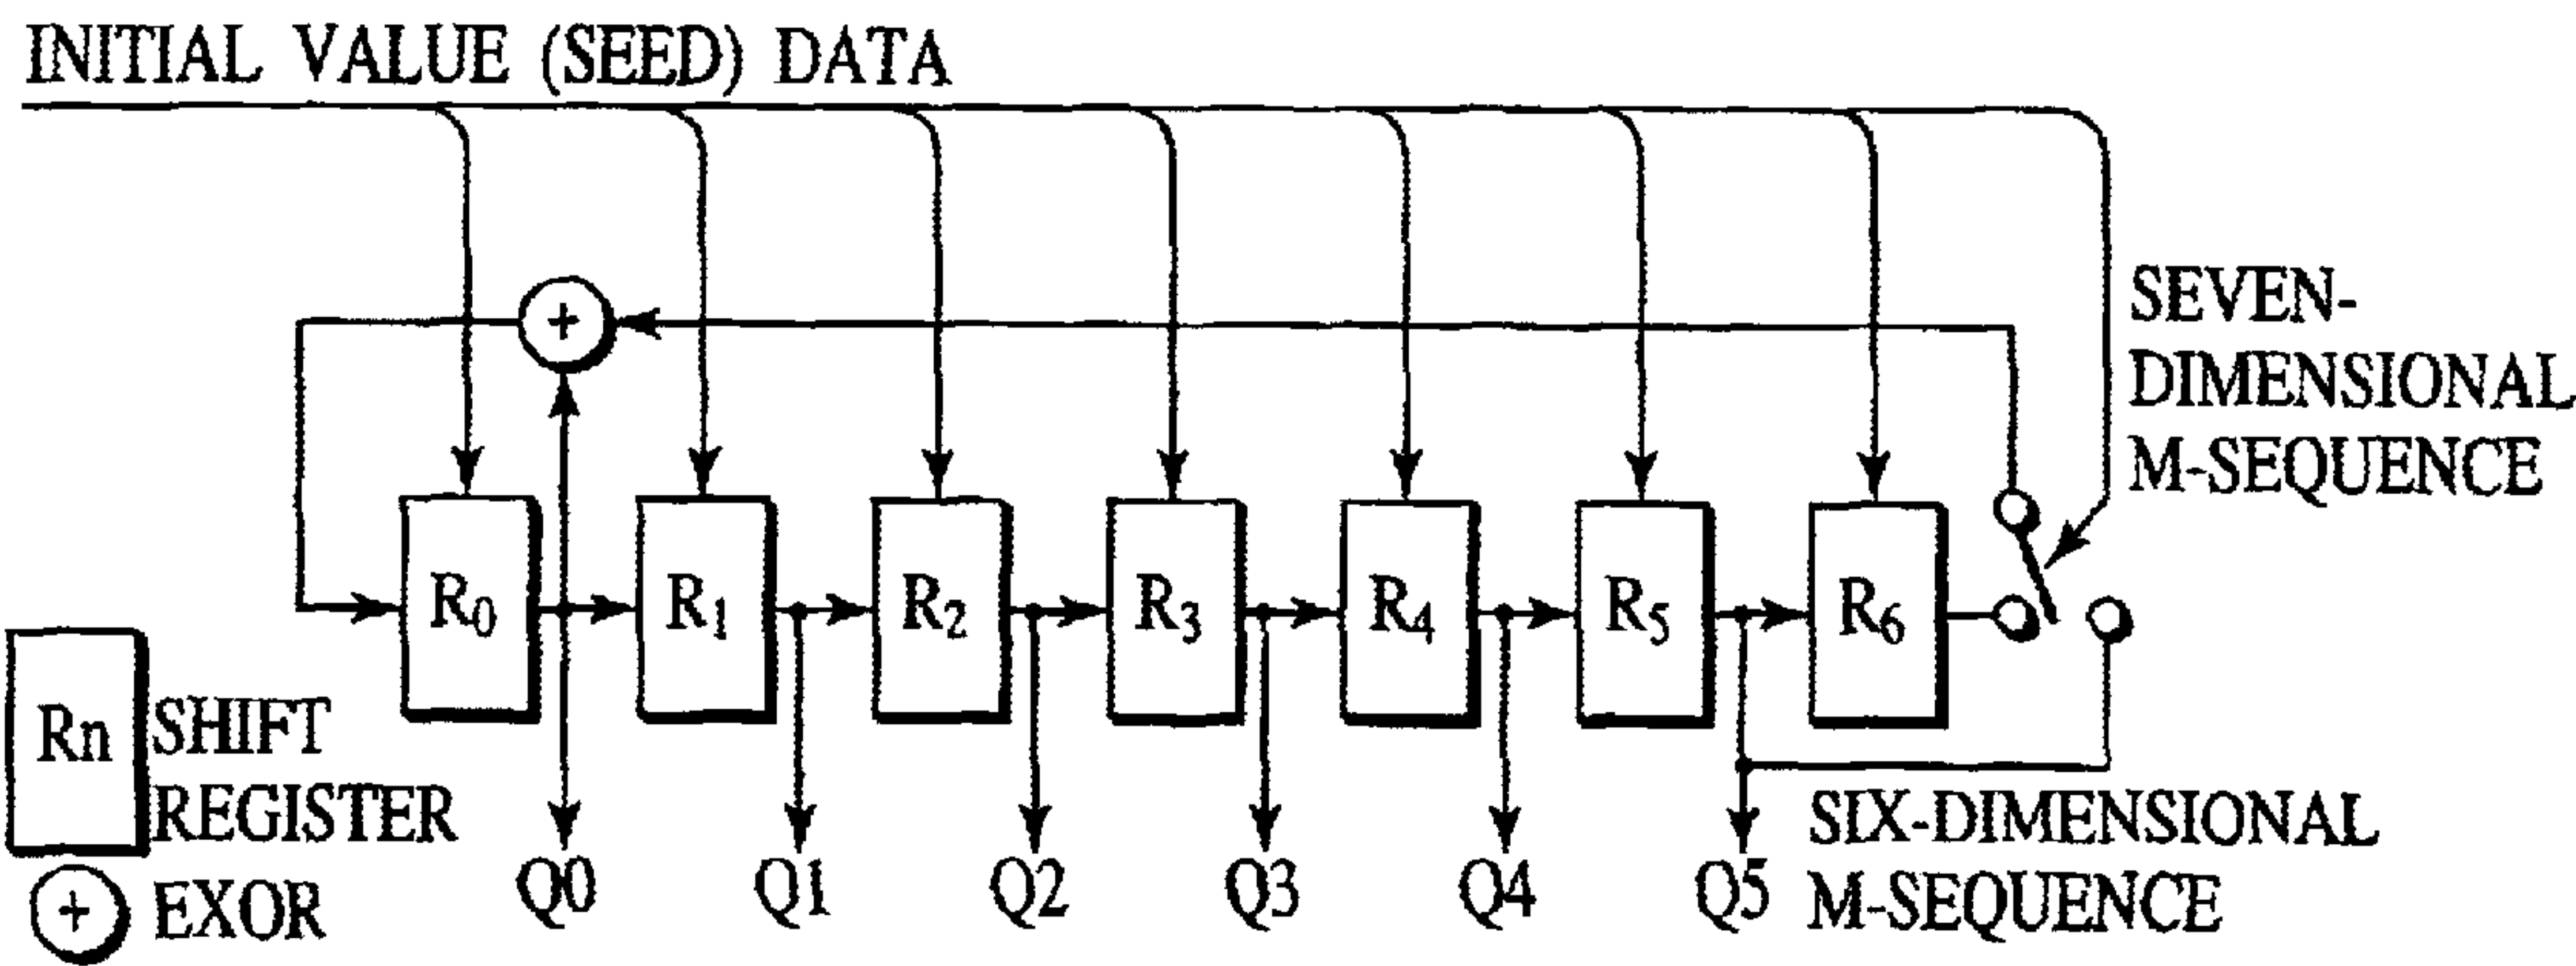 INITIAL VALUE (SEED) DATA
SEVEN-
DIMENSIONAL
M-SEQUENCE
+
R0 R1 R2 R3 R4 R5 R6
Rn SHIFT
REGISTER
+ EXOR
Q0 Q1 Q2 Q3 Q4 Q5
SIX-DIMENSIONAL
M-SEQUENCE